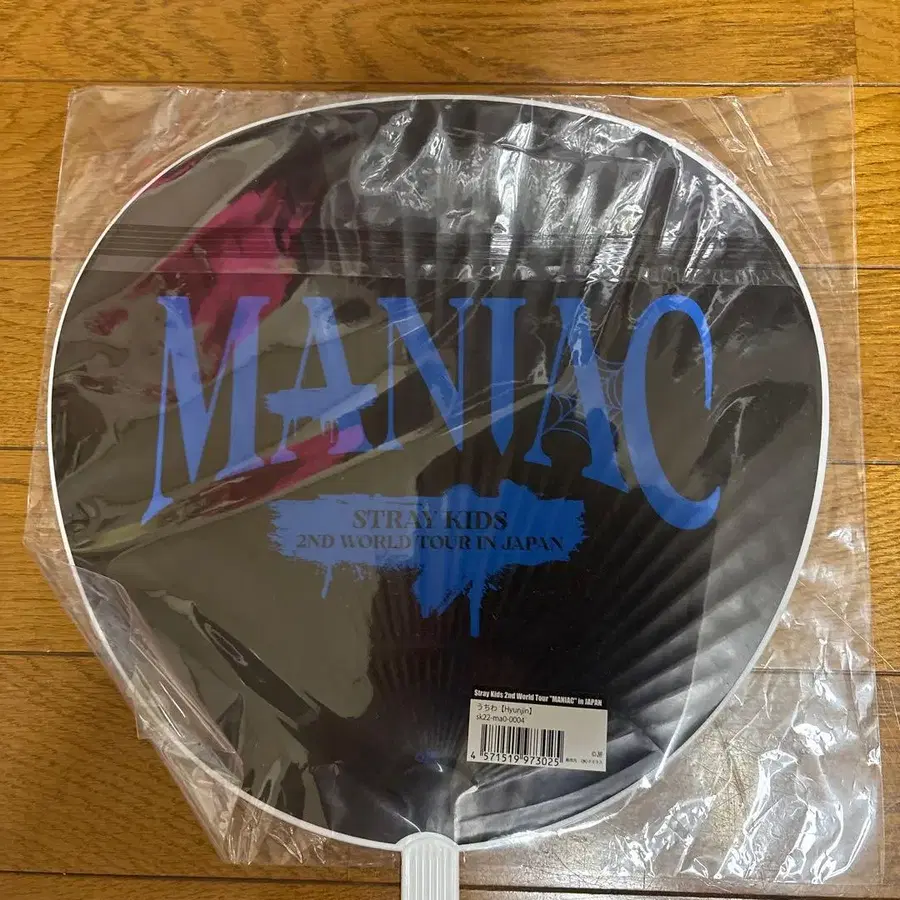 MANIAC
STRAY KIDS
2ND WORLD TOUR IN JAPAN
Stray Kids 2nd World Tour "MANIAC" in JAPAN
うちわ【Hyunjin】
sk22-ma0-0004
4 571519 973025